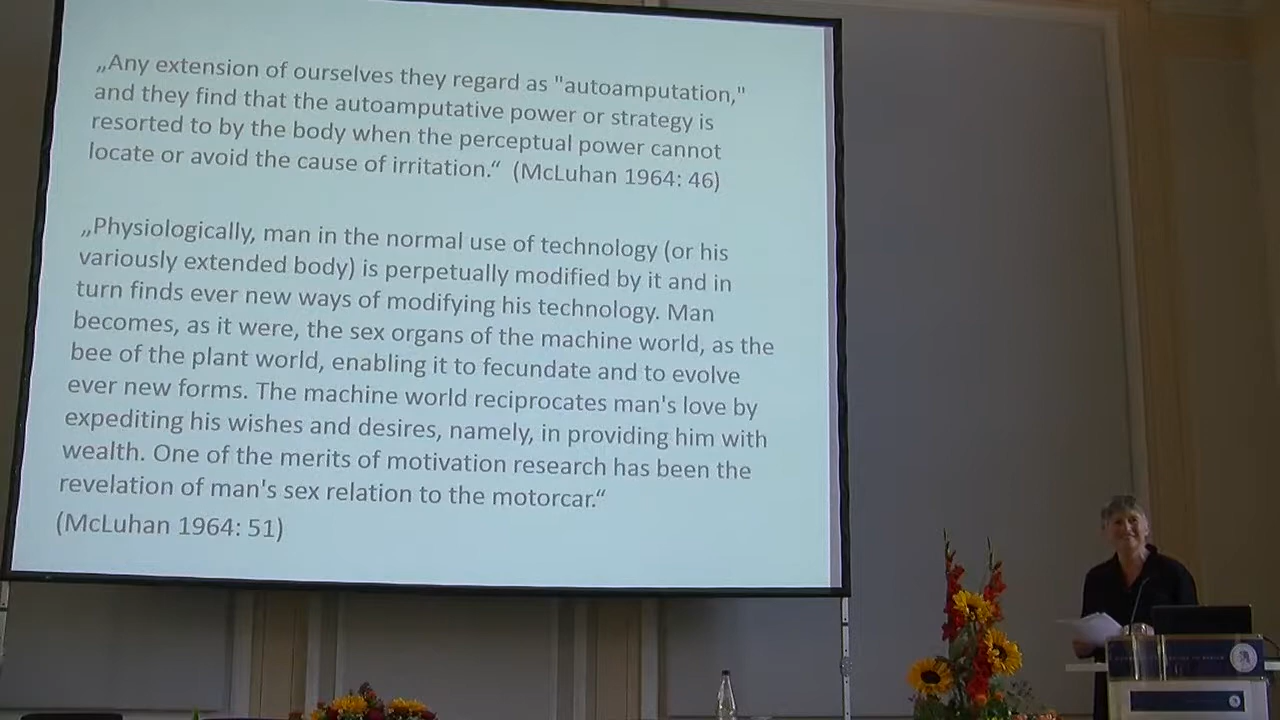 „Any extension of ourselves they regard as "autoamputation,"
and they find that the autoamputative power or strategy is
resorted to by the body when the perceptual power cannot
locate or avoid the cause of irritation.“ (McLuhan 1964: 46)
„Physiologically, man in the normal use of technology (or his
variously extended body) is perpetually modified by it and in
turn finds ever new ways of modifying his technology. Man
becomes, as it were, the sex organs of the machine world, as the
bee of the plant world, enabling it to fecundate and to evolve
ever new forms. The machine world reciprocates man's love by
expediting his wishes and desires, namely, in providing him with
wealth. One of the merits of motivation research has been the
revelation of man's sex relation to the motorcar.“
(McLuhan 1964: 51)